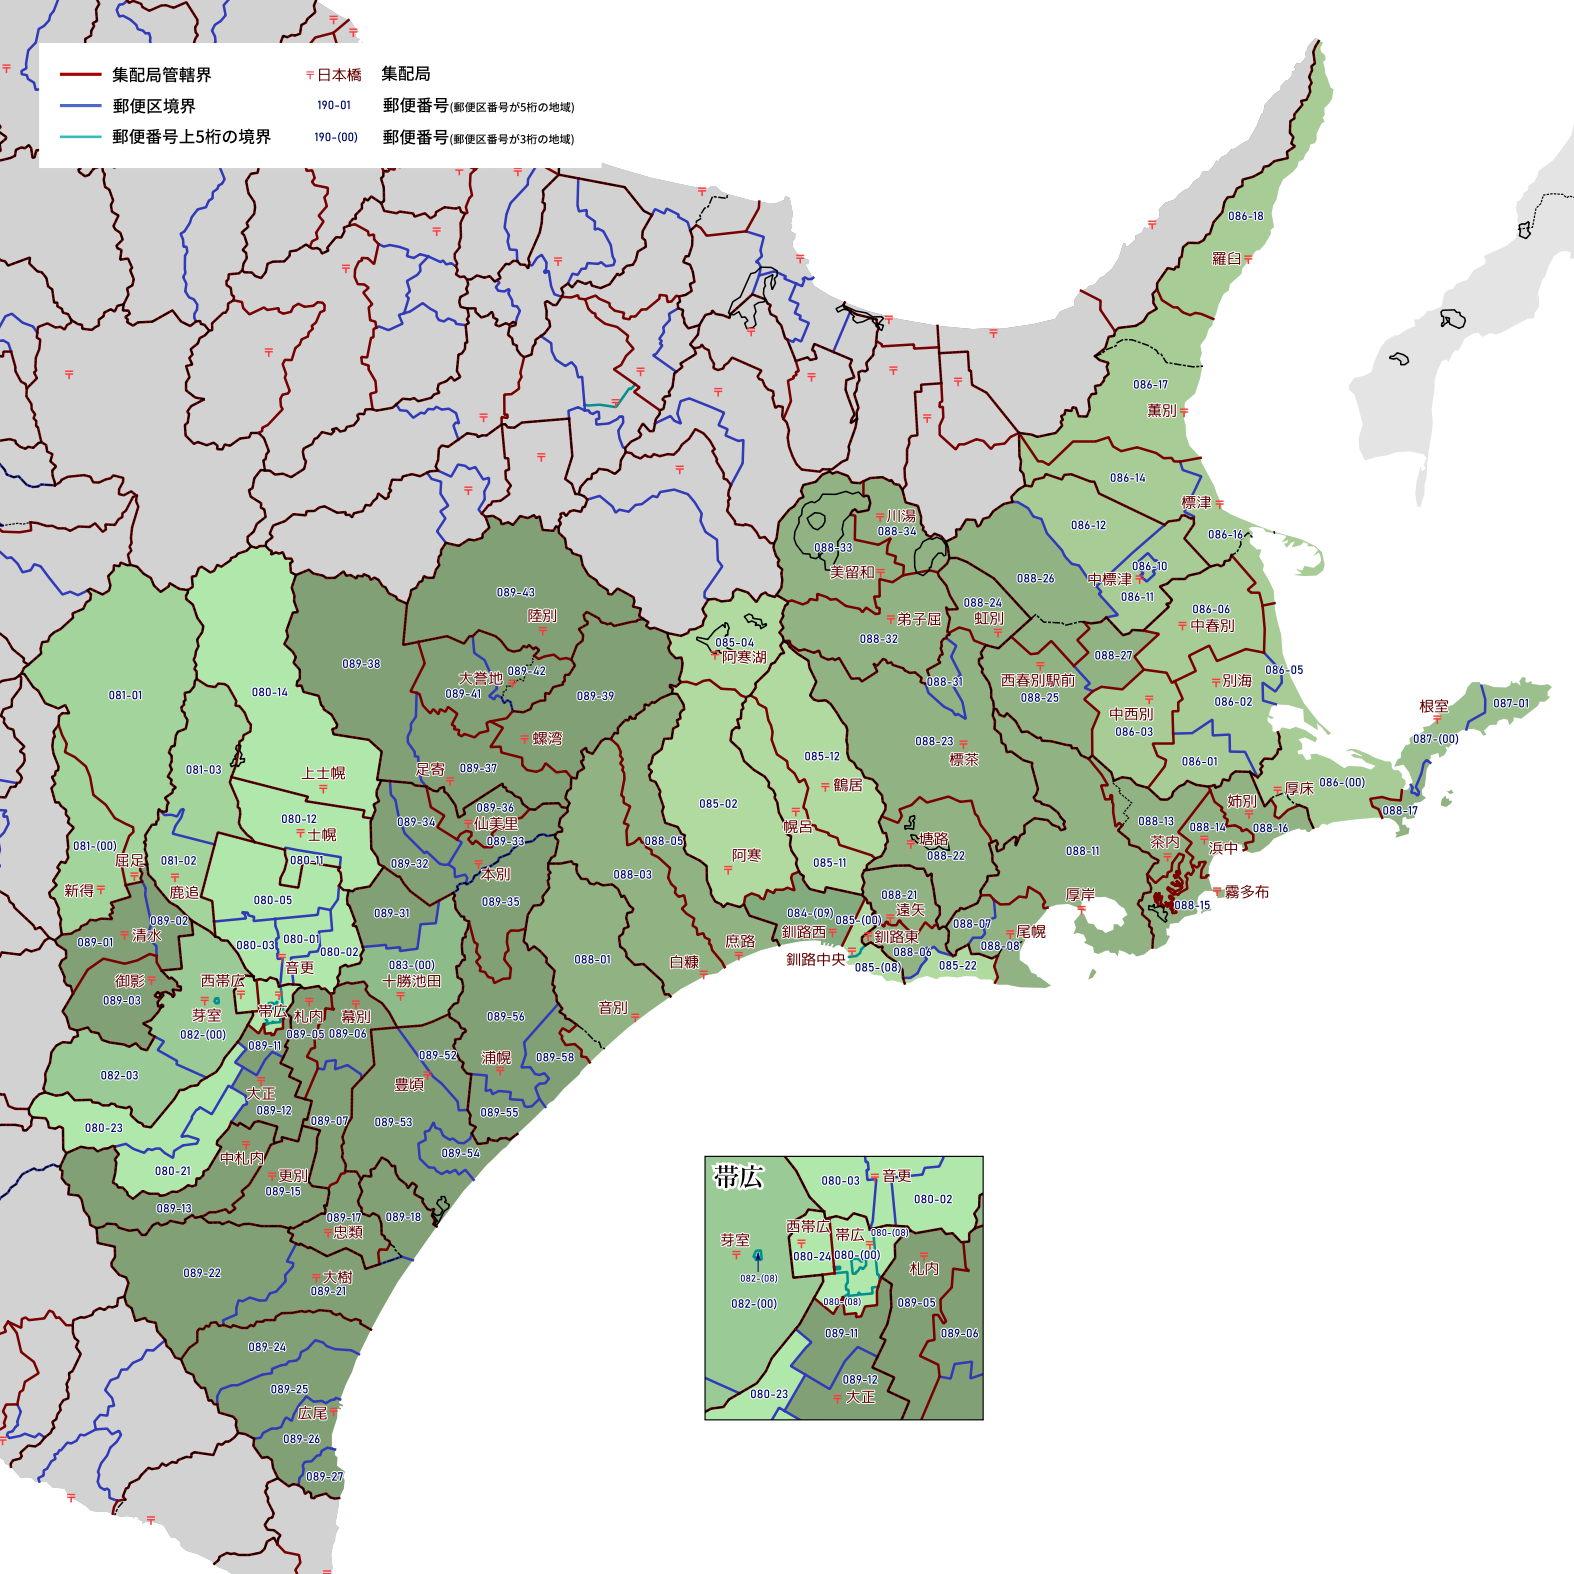 集配局管轄界 〒日本橋 集配局
郵便区境界 190-01 郵便番号(郵便区番号が5桁の地域)
郵便番号上5桁の境界 190-(00) 郵便番号(郵便区番号が3桁の地域)
086-18
羅臼
086-17
薫別
086-14
標津
086-12
086-16
川湯
088-34
088-33
美留和
086-10
中標津
086-11
088-26
088-24
虹別
086-06
中春別
弟子屈
088-32
089-43
陸別
085-04
阿寒湖
088-27
西春別駅前
088-25
086-05
別海
086-02
088-31
089-38
大誉地
089-42
089-41
089-39
081-01
080-14
中西別
086-03
087-01
根室
087-(00)
088-23
標茶
螺湾
085-12
鶴居
086-01
足寄
089-37
081-03
上士幌
厚床
086-(00)
085-02
089-36
仙美里
姉別
088-17
080-12
士幌
089-34
089-33
幌呂
088-05
塘路
088-22
088-13
茶内
088-14
浜中
088-16
081-(00)
屈足
081-02
080-11
089-32
本別
阿寒
085-11
088-11
新得
鹿追
088-03
厚岸
霧多布
080-05
089-35
088-21
遠矢
088-15
089-02
089-31
084-(09)
085-(00)
088-07
清水
089-01
080-03
080-01
080-02
庶路
釧路西
釧路東
尾幌
088-08
088-06
釧路中央
085-(08)
085-22
音更
083-(00)
十勝池田
088-01
白糠
御影
089-03
西帯広
芽室
帯広
札内
幕別
音別
082-(00)
089-05
089-06
089-56
089-11
082-03
089-52
浦幌
089-58
大正
豊頃
089-12
089-07
089-53
089-55
080-23
中札内
089-54
080-21
更別
089-15
089-13
089-17
忠類
089-18
089-22
大樹
089-21
089-24
089-25
広尾
089-26
089-27
帯広
080-03
音更
080-02
西帯広
帯広
080-(08)
芽室
080-24
080-(00)
札内
082-(08)
082-(00)
080-(08)
089-05
089-11
089-06
089-12
080-23
大正